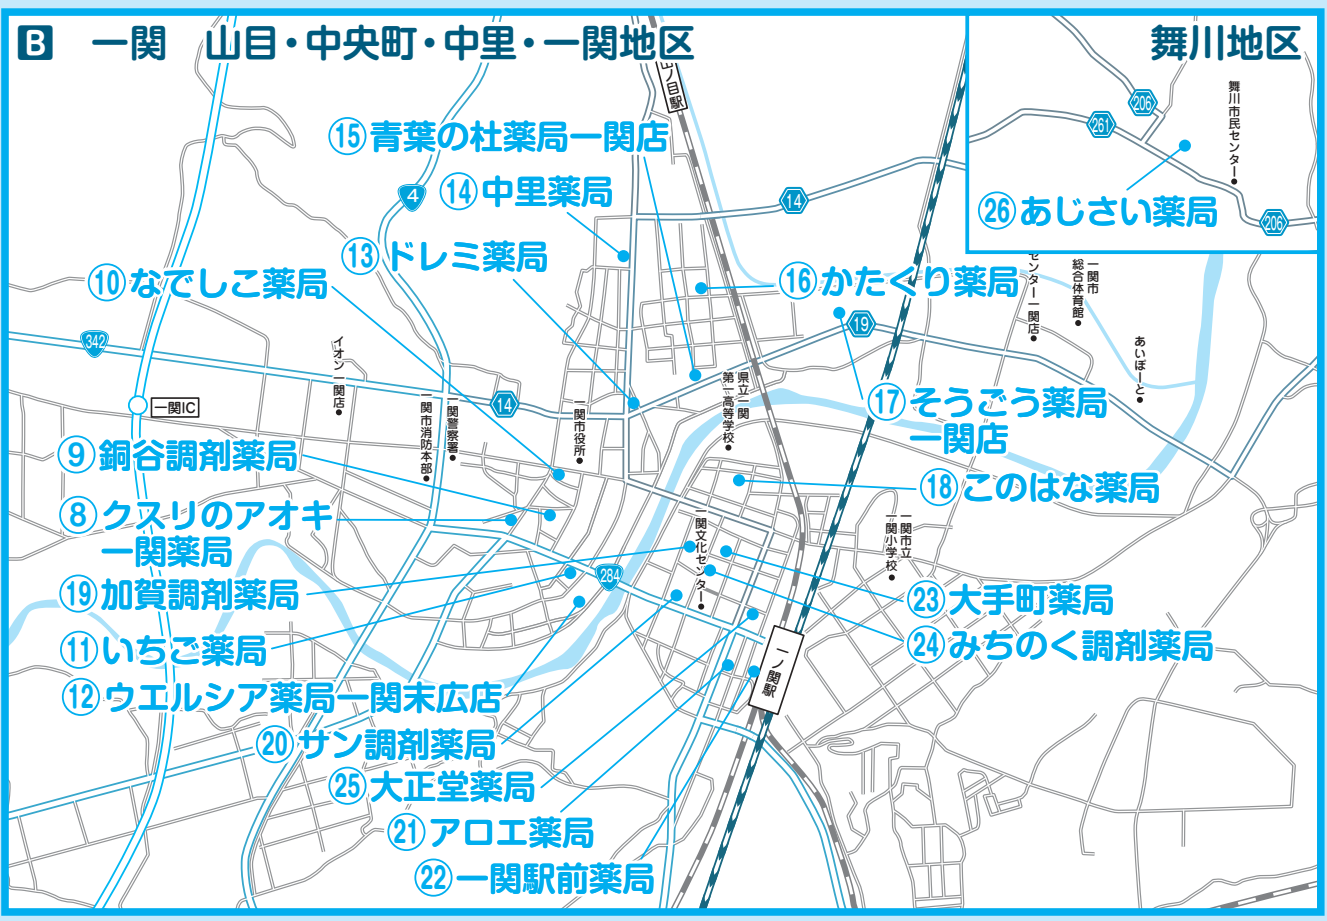 B 一関 山目・中央町・中里・一関地区
舞川地区
山ノ目駅
⑮青葉の杜薬局一関店
⑭中里薬局
⑬ドレミ薬局
⑩なでしこ薬局
4
14
206
261
舞川市民センター
㉖あじさい薬局
206
⑯かたくり薬局
センター一関店
一関市
総合体育館
あいぽーと
342
19
イオン一関店
一関IC
一関市消防本部
一関警察署
14
一関市役所
県立一関
第一高等学校
⑰そうごう薬局
一関店
⑨銅谷調剤薬局
⑱このはな薬局
⑧クスリのアオキ
一関薬局
一関文化センター
一関市立
一関小学校
284
⑲加賀調剤薬局
㉓大手町薬局
⑪いちご薬局
㉔みちのく調剤薬局
⑫ウエルシア薬局一関末広店
一ノ関駅
⑳サン調剤薬局
㉕大正堂薬局
㉑アロエ薬局
㉒一関駅前薬局